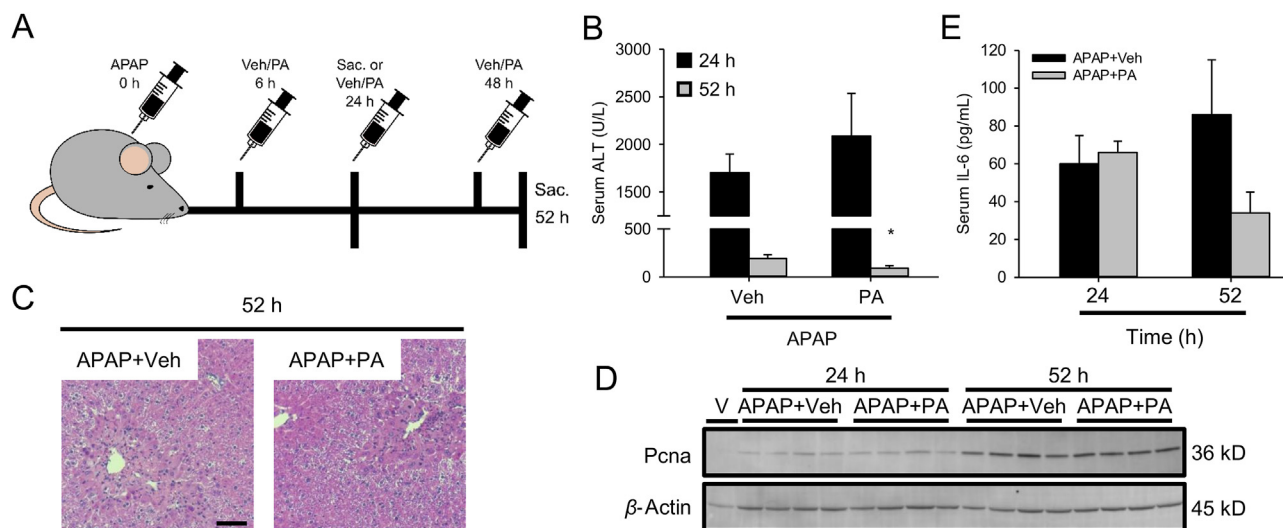 A
APAP
0 h
Veh/PA
6 h
Sac. or
Veh/PA
24 h
Veh/PA
48 h
Sac.
52 h
B
Serum ALT (U/L)
3000
2500
2000
1500
500
0
24 h
52 h
*
Veh
PA
APAP
E
Serum IL-6 (pg/mL)
120
100
80
60
40
20
0
APAP+Veh
APAP+PA
24
52
Time (h)
C
52 h
APAP+Veh
APAP+PA
D
24 h
52 h
V
APAP+Veh
APAP+PA
APAP+Veh
APAP+PA
Pcna
36 kD
β-Actin
45 kD